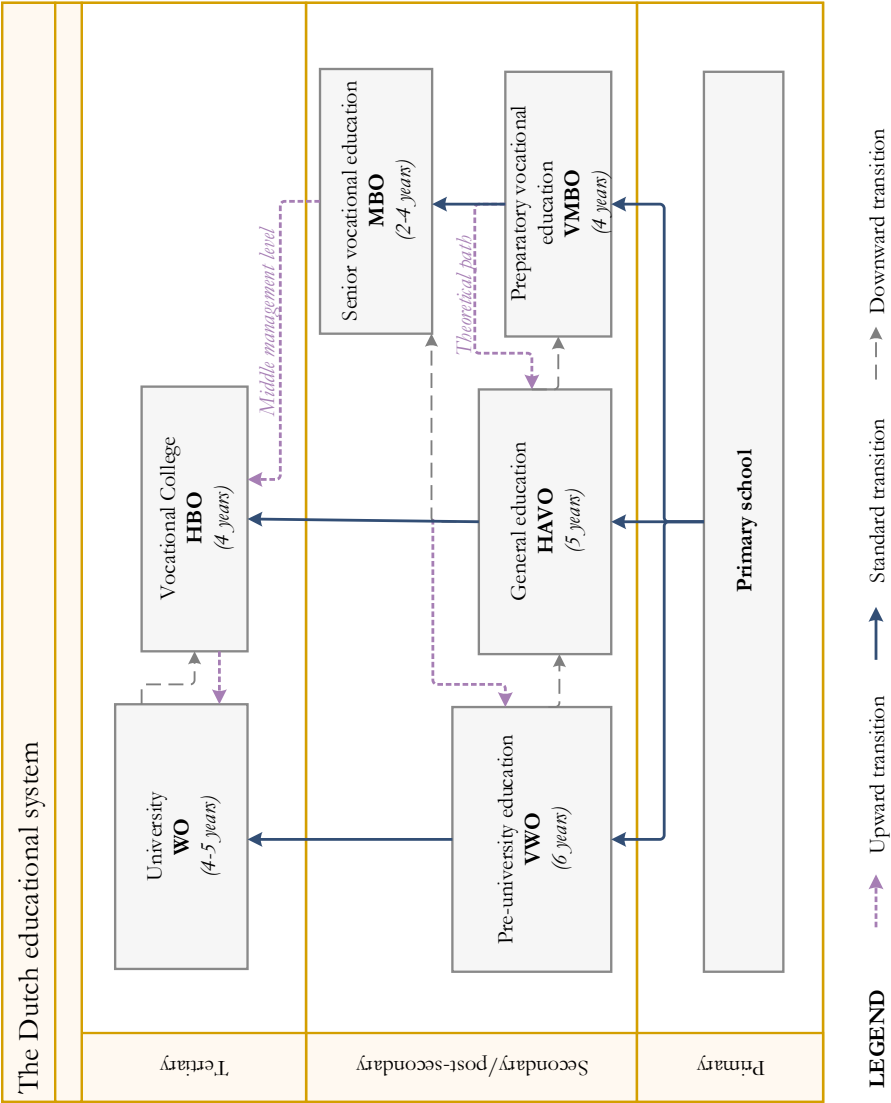 The Dutch educational system
Tertiary
University
WO
(4-5 years)
Vocational College
HBO
(4 years)
Middle management level
Secondary/post-secondary
Senior vocational education
MBO
(2-4 years)
Theoretical path
Pre-university education
VWO
(6 years)
General education
HAVO
(5 years)
Preparatory vocational
education
VMBO
(4 years)
Primary
Primary school
LEGEND
Upward transition
Standard transition
Downward transition